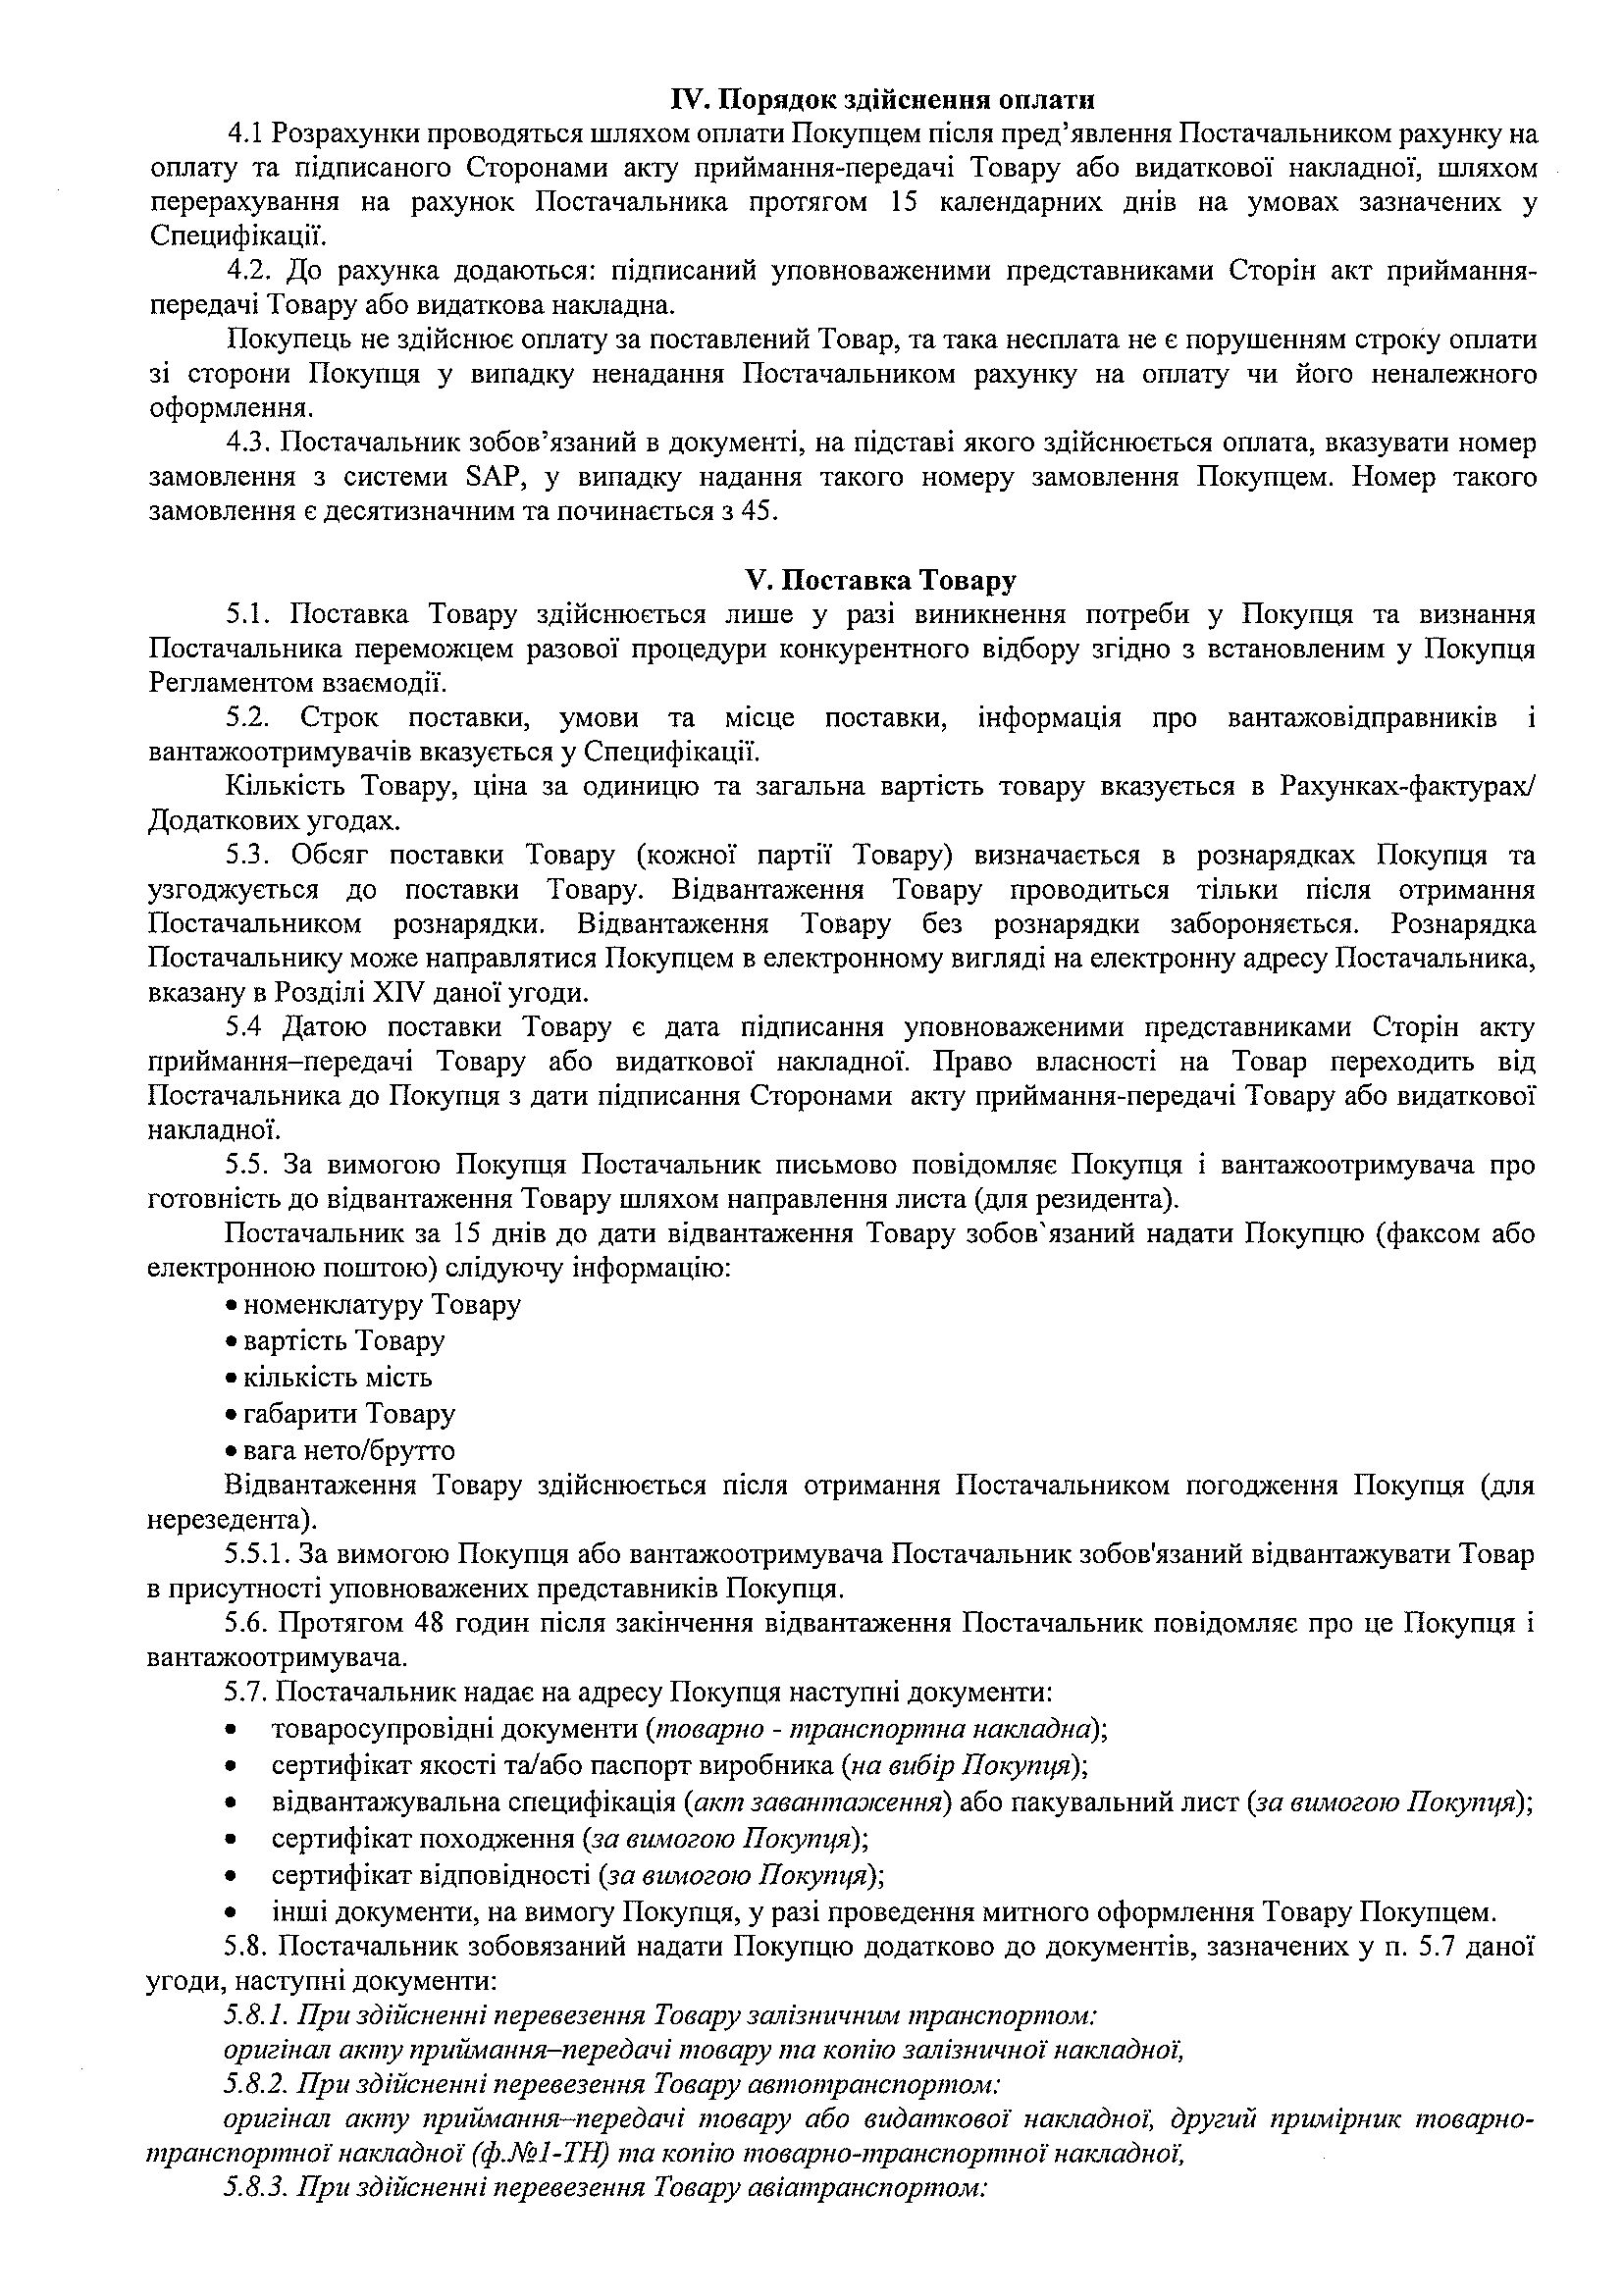 IV. Порядок здійснення оплати
4.1 Розрахунки проводяться шляхом оплати Покупцем після пред’явлення Постачальником рахунку на
оплату та підписаного Сторонами акту приймання-передачі Товару або видаткової накладної, шляхом
перерахування на рахунок Постачальника протягом 15 календарних днів на умовах зазначених у
Специфікації.
4.2. До рахунка додаються: підписаний уповноваженими представниками Сторін акт приймання-
передачі Товару або видаткова накладна.
Покупець не здійснює оплату за поставлений Товар, та така несплата не є порушенням строку оплати
зі сторони Покупця у випадку ненадання Постачальником рахунку на оплату чи його неналежного
оформлення.
4.3. Постачальник зобов’язаний в документі, на підставі якого здійснюється оплата, вказувати номер
замовлення з системи SAP, у випадку надання такого номеру замовлення Покупцем. Номер такого
замовлення є десятизначним та починається з 45.
V. Поставка Товару
5.1. Поставка Товару здійснюється лише у разі виникнення потреби у Покупця та визнання
Постачальника переможцем разової процедури конкурентного відбору згідно з встановленим у Покупця
Регламентом взаємодії.
5.2. Строк поставки, умови та місце поставки, інформація про вантажовідправників і
вантажоотримувачів вказується у Специфікації.
Кількість Товару, ціна за одиницю та загальна вартість товару вказується в Рахунках-фактурах/
Додаткових угодах.
5.3. Обсяг поставки Товару (кожної партії Товару) визначається в рознарядках Покупця та
узгоджується до поставки Товару. Відвантаження Товару проводиться тільки після отримання
Постачальником рознарядки. Відвантаження Товару без рознарядки забороняється. Рознарядка
Постачальнику може направлятися Покупцем в електронному вигляді на електронну адресу Постачальника,
вказану в Розділі XIV даної угоди.
5.4 Датою поставки Товару є дата підписання уповноваженими представниками Сторін акту
приймання–передачі Товару або видаткової накладної. Право власності на Товар переходить від
Постачальника до Покупця з дати підписання Сторонами акту приймання-передачі Товару або видаткової
накладної.
5.5. За вимогою Покупця Постачальник письмово повідомляє Покупця і вантажоотримувача про
готовність до відвантаження Товару шляхом направлення листа (для резидента).
Постачальник за 15 днів до дати відвантаження Товару зобов`язаний надати Покупцю (факсом або
електронною поштою) слідуючу інформацію:
• номенклатуру Товару
• вартість Товару
• кількість мість
• габарити Товару
• вага нето/брутто
Відвантаження Товару здійснюється після отримання Постачальником погодження Покупця (для
нерезедента).
5.5.1. За вимогою Покупця або вантажоотримувача Постачальник зобов'язаний відвантажувати Товар
в присутності уповноважених представників Покупця.
5.6. Протягом 48 годин після закінчення відвантаження Постачальник повідомляє про це Покупця і
вантажоотримувача.
5.7. Постачальник надає на адресу Покупця наступні документи:
• товаросупровідні документи (товарно - транспортна накладна);
• сертифікат якості та/або паспорт виробника (на вибір Покупця);
• відвантажувальна специфікація (акт завантаження) або пакувальний лист (за вимогою Покупця);
• сертифікат походження (за вимогою Покупця);
• сертифікат відповідності (за вимогою Покупця);
• інші документи, на вимогу Покупця, у разі проведення митного оформлення Товару Покупцем.
5.8. Постачальник зобовязаний надати Покупцю додатково до документів, зазначених у п. 5.7 даної
угоди, наступні документи:
5.8.1. При здійсненні перевезення Товару залізничним транспортом:
оригінал акту приймання–передачі товару та копію залізничної накладної,
5.8.2. При здійсненні перевезення Товару автотранспортом:
оригінал акту приймання–передачі товару або видаткової накладної, другий примірник товарно-
транспортної накладної (ф.№1-ТН) та копію товарно-транспортної накладної,
5.8.3. При здійсненні перевезення Товару авіатранспортом: